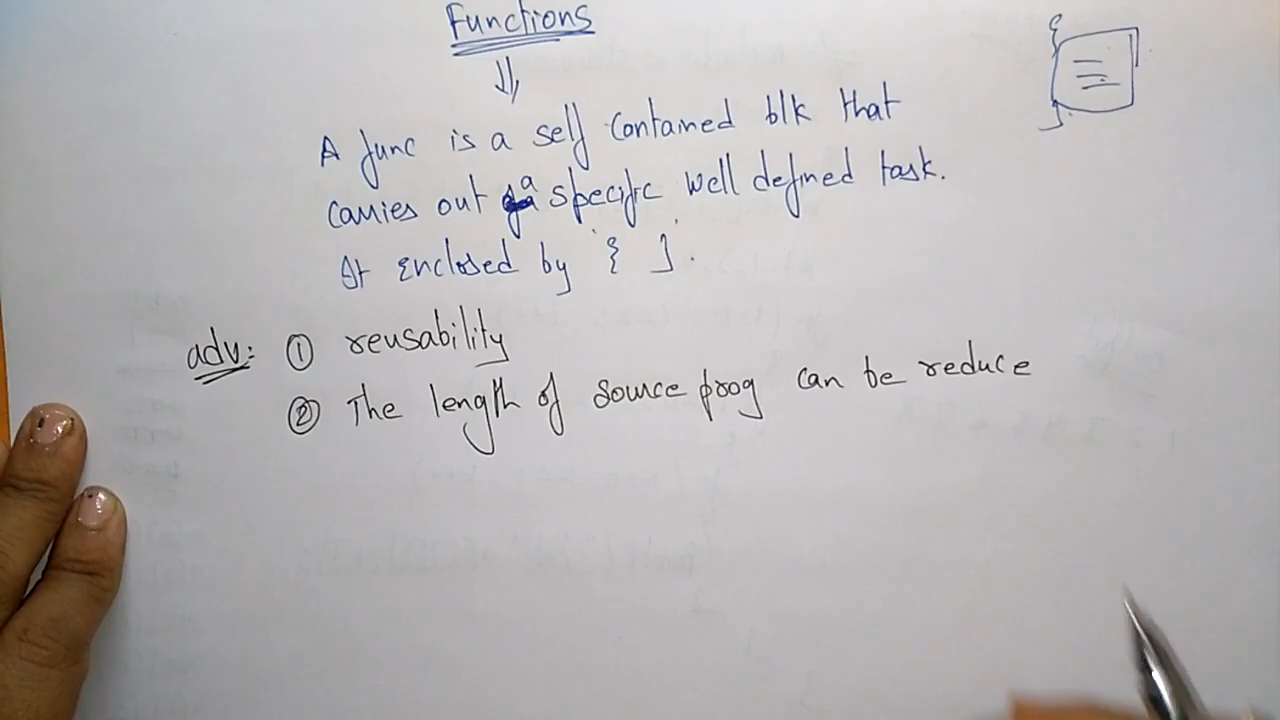 Functions
A func is a self contained blk that
carries out a specific well defined task.
It enclosed by '{ }'.
adv: ① reusability
② The length of source prog can be reduce